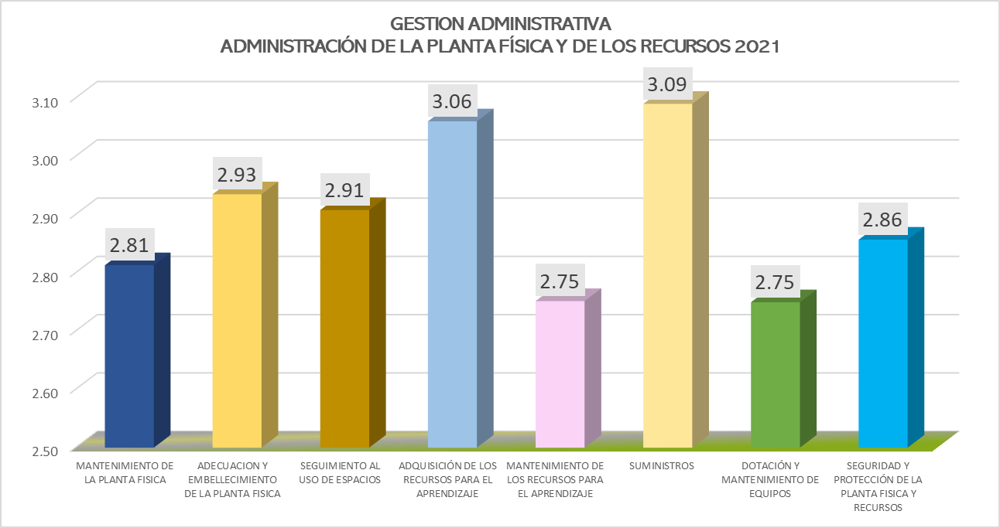 GESTION ADMINISTRATIVA
ADMINISTRACIÓN DE LA PLANTA FÍSICA Y DE LOS RECURSOS 2021
3.10
3.00
2.90
2.80
2.70
2.60
2.50
2.81
2.93
2.91
3.06
2.75
3.09
2.75
2.86
MANTENIMIENTO DE
LA PLANTA FISICA
ADECUACION Y
EMBELLECIMIENTO
DE LA PLANTA FISICA
SEGUIMIENTO AL
USO DE ESPACIOS
ADQUISICIÓN DE LOS
RECURSOS PARA EL
APRENDIZAJE
MANTENIMIENTO DE
LOS RECURSOS PARA
EL APRENDIZAJE
SUMINISTROS
DOTACIÓN Y
MANTENIMIENTO DE
EQUIPOS
SEGURIDAD Y
PROTECCIÓN DE LA
PLANTA FISICA Y
RECURSOS